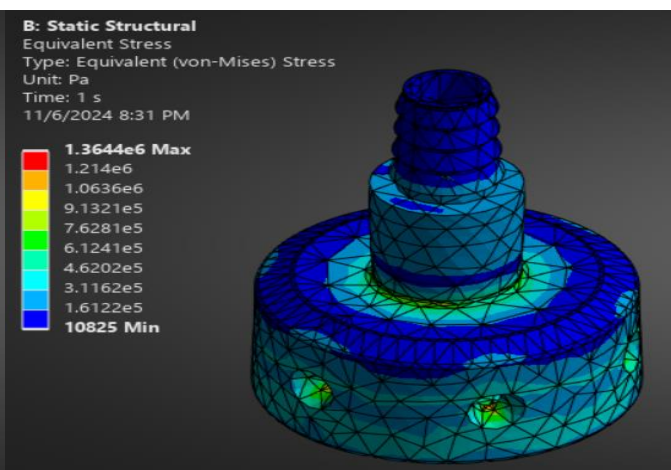 B: Static Structural
Equivalent Stress
Type: Equivalent (von-Mises) Stress
Unit: Pa
Time: 1 s
11/6/2024 8:31 PM
1.3644e6 Max
1.214e6
1.0636e6
9.1321e5
7.6281e5
6.1241e5
4.6202e5
3.1162e5
1.6122e5
10825 Min